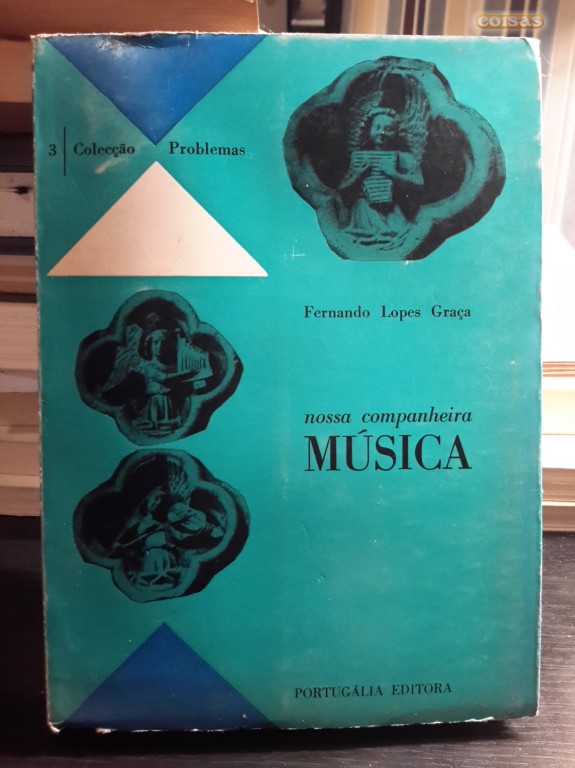 coisas
3 | Colecção Problemas
Fernando Lopes Graça
nossa companheira
MÚSICA
PORTUGÁLIA EDITORA